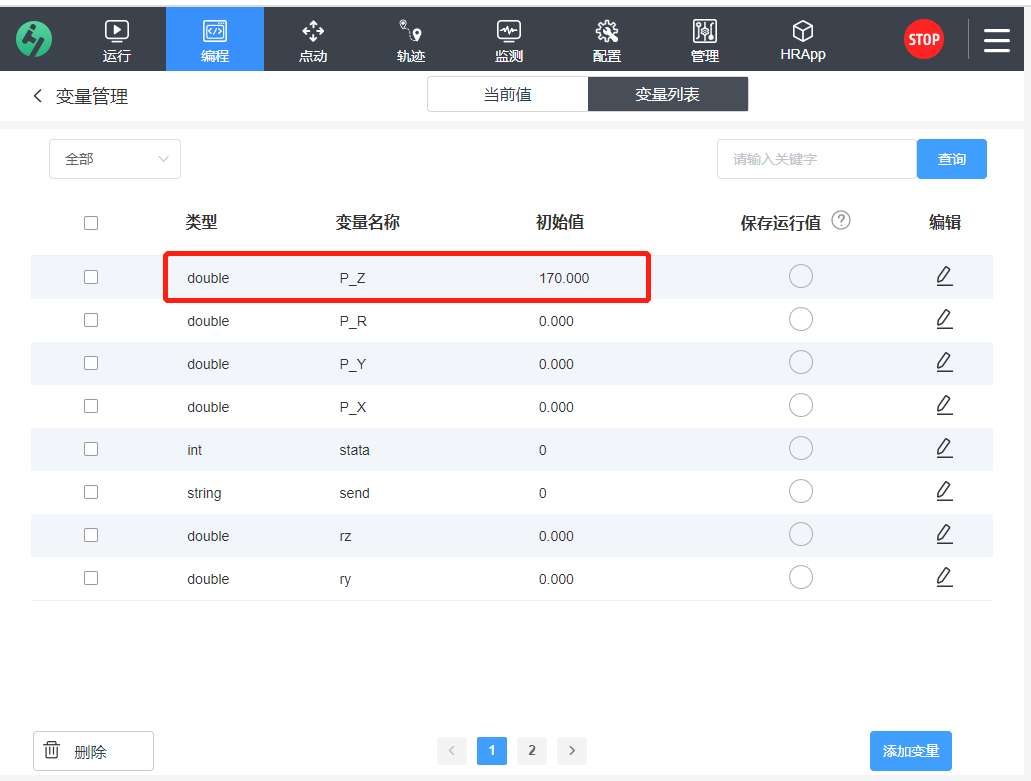 运行 编程 点动 轨迹 监测 配置 管理 HRApp STOP
变量管理 当前值 变量列表
全部 请输入关键字 查询
类型 变量名称 初始值 保存运行值 ? 编辑
double P_Z 170.000
double P_R 0.000
double P_Y 0.000
double P_X 0.000
int stata 0
string send 0
double rz 0.000
double ry 0.000
删除 1 2 添加变量